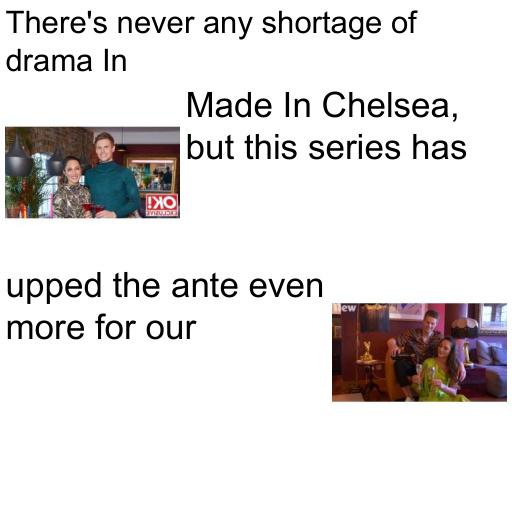 There's never any shortage of
drama In
Made In Chelsea,
but this series has
OK!
EXCLUSIVE
upped the ante even
more for our
ew